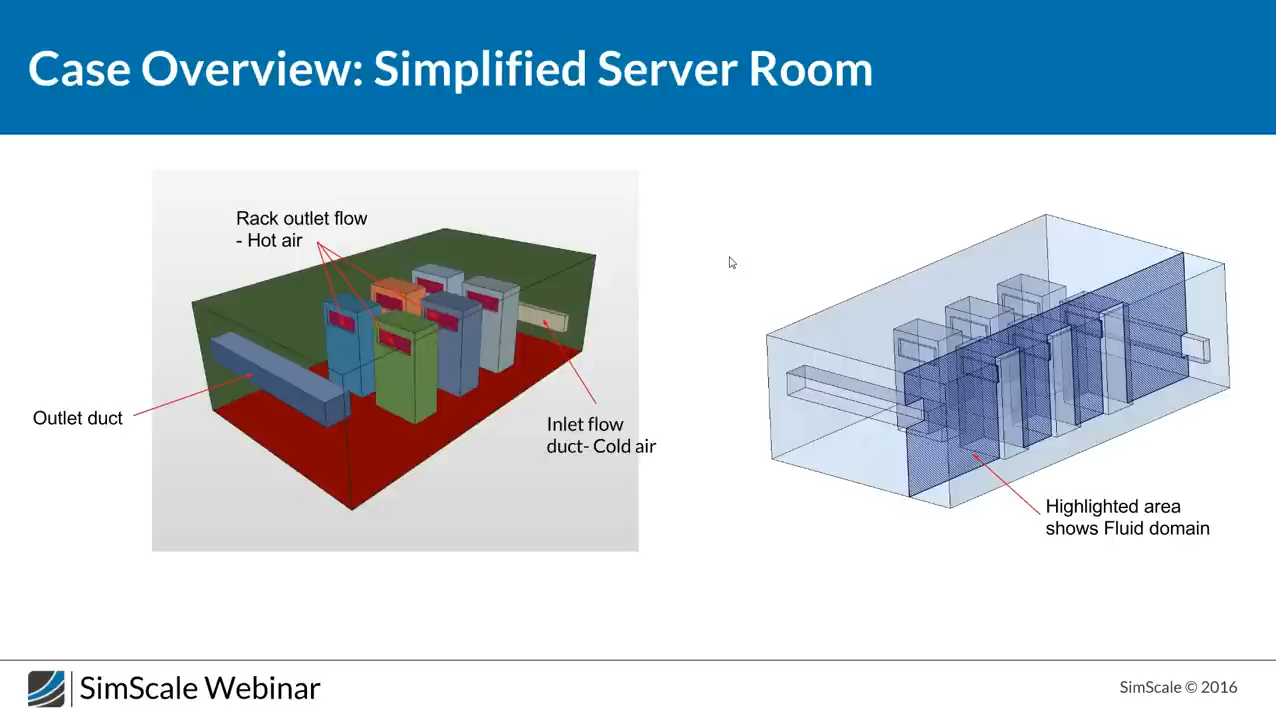 Case Overview: Simplified Server Room
Rack outlet flow
- Hot air
Outlet duct
Inlet flow
duct- Cold air
Highlighted area
shows Fluid domain
SimScale Webinar
SimScale © 2016